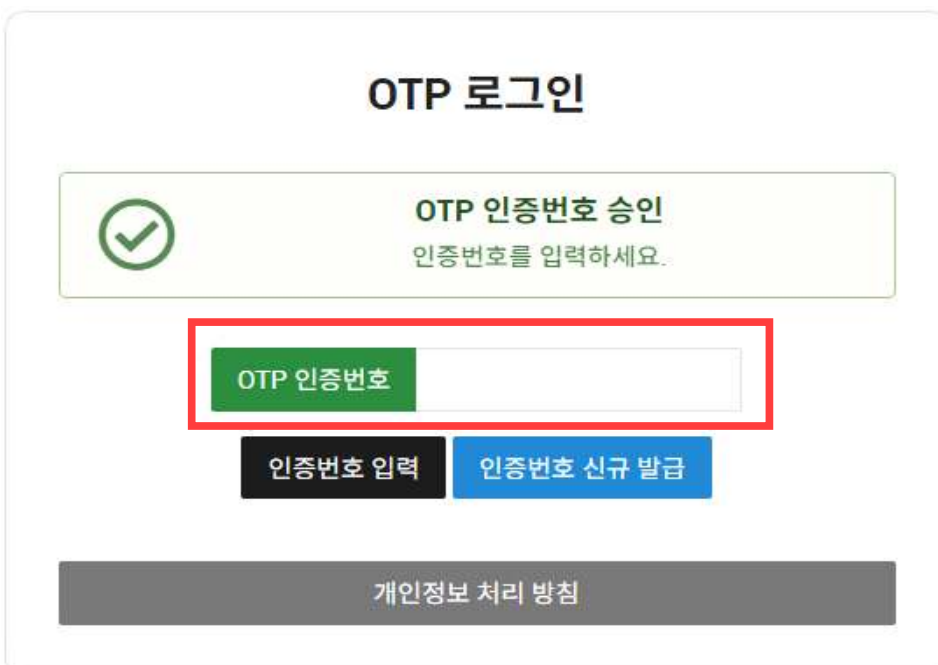 OTP 로그인
OTP 인증번호 승인
인증번호를 입력하세요.
OTP 인증번호
인증번호 입력 인증번호 신규 발급
개인정보 처리 방침